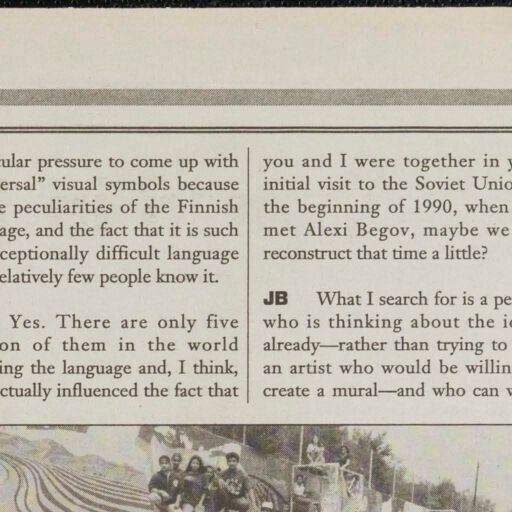 cular pressure to come up with
ersal” visual symbols because
e peculiarities of the Finnish
age, and the fact that it is such
ceptionally difficult language
elatively few people know it.
Yes. There are only five
on of them in the world
ing the language and, I think,
ctually influenced the fact that
you and I were together in y
initial visit to the Soviet Unio
the beginning of 1990, when
met Alexi Begov, maybe we
reconstruct that time a little?
JB What I search for is a pe
who is thinking about the i
already—rather than trying to
an artist who would be willin
create a mural—and who can w